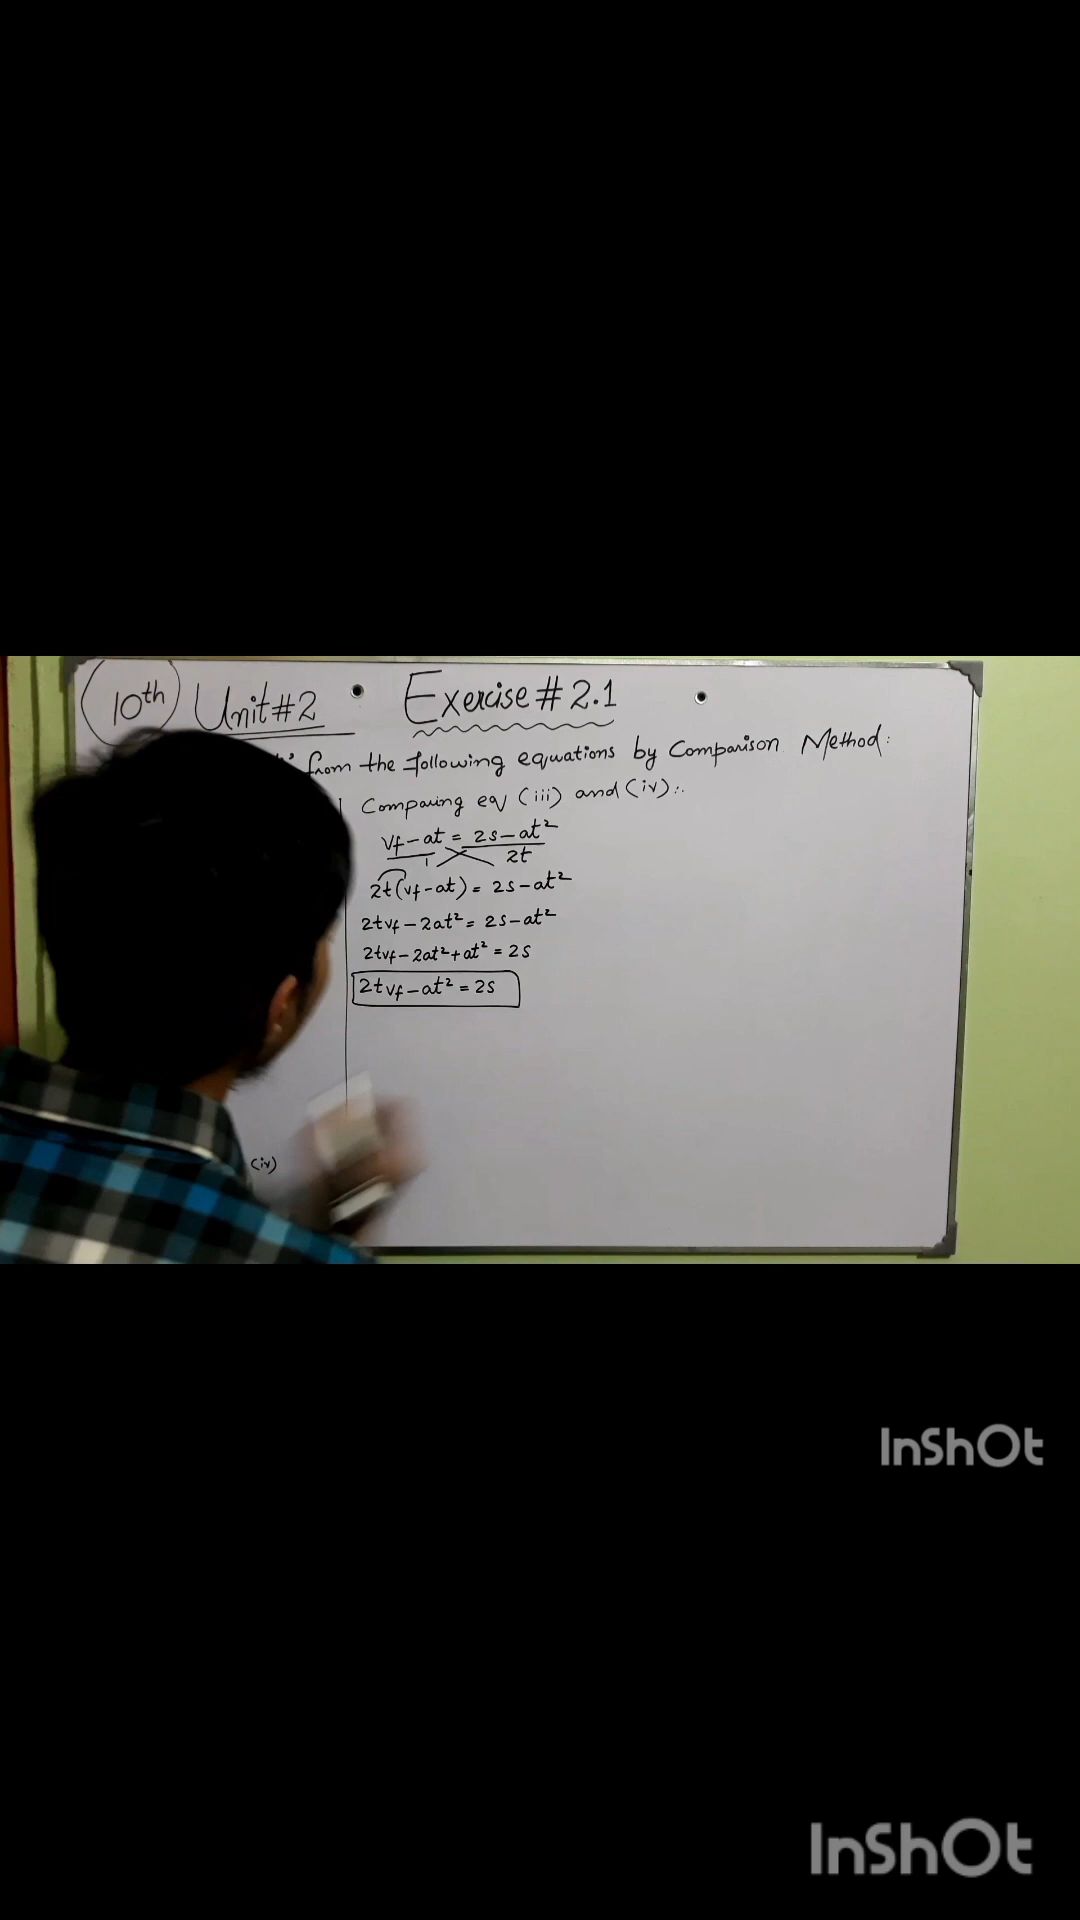 10th Unit#2 Exercise # 2.1
from the following equations by Comparison Method:
Comparing eq (iii) and (iv):.
vf-at = 2s-at²
1 2t
2t(vf-at) = 2s-at²
2tvf-2at² = 2s-at²
2tvf-2at²+at² = 2s
2tvf-at² = 2s
(iv)
InShOt
InShOt